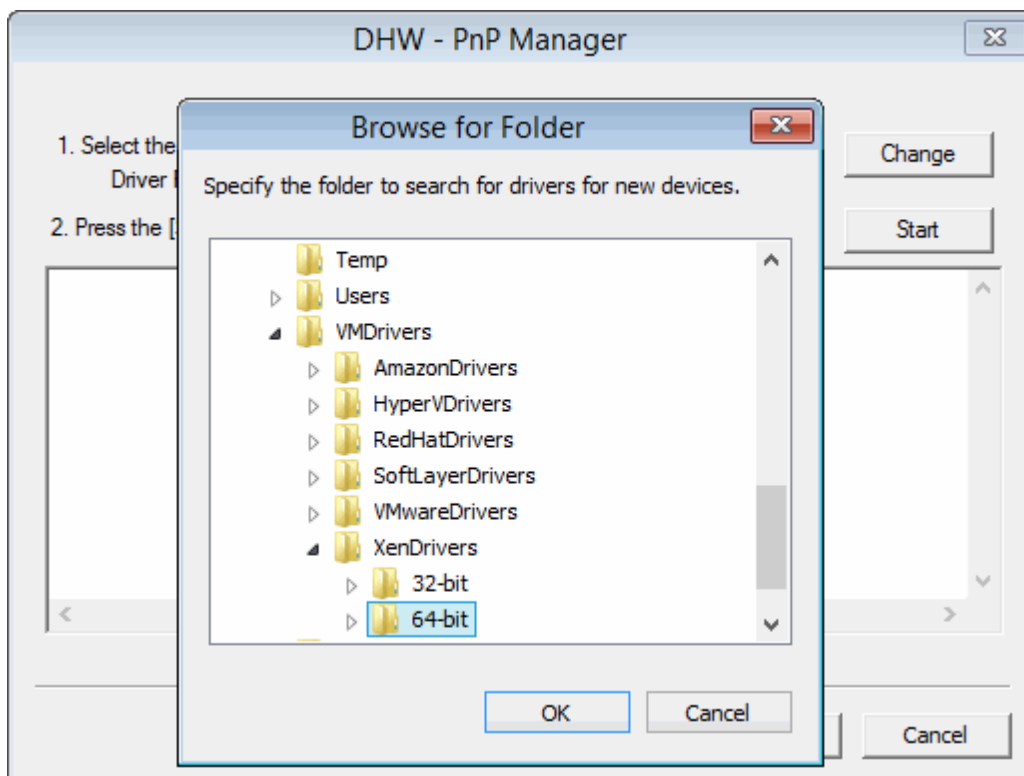 DHW - PnP Manager
Browse for Folder
1. Select the
Change
Driver
Specify the folder to search for drivers for new devices.
2. Press the [
Start
Temp
Users
VMDrivers
AmazonDrivers
HyperVDrivers
RedHatDrivers
SoftLayerDrivers
VMwareDrivers
XenDrivers
32-bit
64-bit
OK
Cancel
Cancel